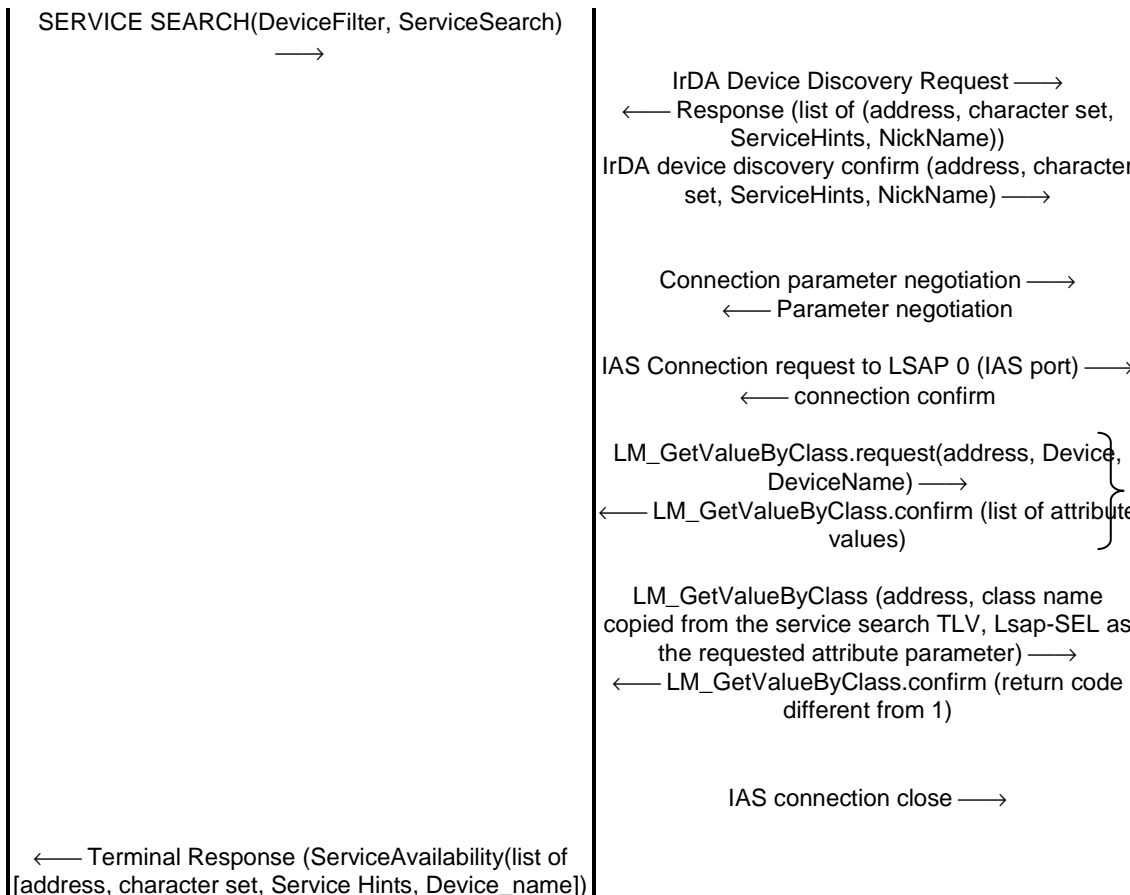 SERVICE SEARCH(DeviceFilter, ServiceSearch)
⟶
IrDA Device Discovery Request ⟶
⟵ Response (list of (address, character set,
ServiceHints, NickName))
IrDA device discovery confirm (address, character
set, ServiceHints, NickName) ⟶
Connection parameter negotiation ⟶
⟵ Parameter negotiation
IAS Connection request to LSAP 0 (IAS port) ⟶
⟵ connection confirm
LM_GetValueByClass.request(address, Device,
DeviceName) ⟶
⟵ LM_GetValueByClass.confirm (list of attribute
values)
LM_GetValueByClass (address, class name
copied from the service search TLV, Lsap-SEL as
the requested attribute parameter) ⟶
⟵ LM_GetValueByClass.confirm (return code
different from 1)
IAS connection close ⟶
⟵ Terminal Response (ServiceAvailability(list of
[address, character set, Service Hints, Device_name])